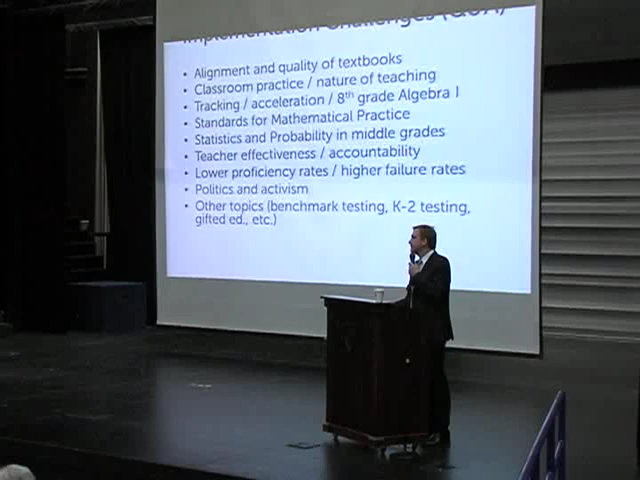 Implementation Challenges (Q&A)
• Alignment and quality of textbooks
• Classroom practice / nature of teaching
• Tracking / acceleration / 8th grade Algebra I
• Standards for Mathematical Practice
• Statistics and Probability in middle grades
• Teacher effectiveness / accountability
• Lower proficiency rates / higher failure rates
• Politics and activism
• Other topics (benchmark testing, K-2 testing,
gifted ed., etc.)